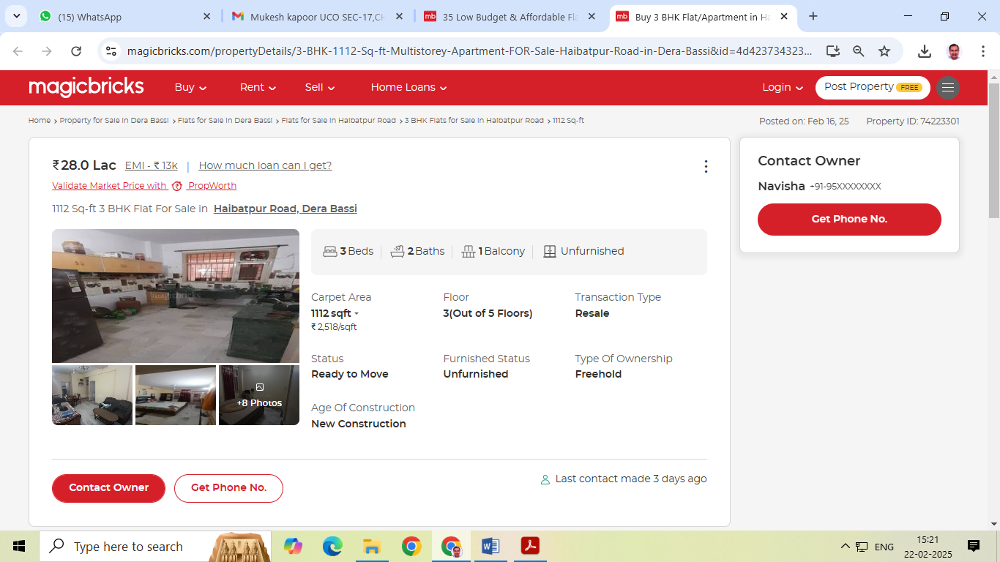 (15) WhatsApp
Mukesh kapoor UCO SEC-17,CH
35 Low Budget & Affordable Fla
Buy 3 BHK Flat/Apartment in Ha
magicbricks.com/propertyDetails/3-BHK-1112-Sq-ft-Multistorey-Apartment-FOR-Sale-Haibatpur-Road-in-Dera-Bassi&id=4d423734323...
magicbricks Buy Rent Sell Home Loans Login Post Property FREE
Home > Property for Sale in Dera Bassi > Flats for Sale in Dera Bassi > Flats for Sale in Haibatpur Road > 3 BHK Flats for Sale in Haibatpur Road > 1112 Sq-ft
Posted on: Feb 16, 25 Property ID: 74223301
₹28.0 Lac EMI - ₹ 13k | How much loan can I get?
Validate Market Price with PropWorth
1112 Sq-ft 3 BHK Flat For Sale in Haibatpur Road, Dera Bassi
magicbricks
+8 Photos
3 Beds 2 Baths 1 Balcony Unfurnished
Carpet Area
1112 sqft
₹ 2,518/sqft
Floor
3(Out of 5 Floors)
Transaction Type
Resale
Status
Ready to Move
Furnished Status
Unfurnished
Type Of Ownership
Freehold
Age Of Construction
New Construction
Contact Owner Get Phone No.
Last contact made 3 days ago
Contact Owner
Navisha +91-95XXXXXXXX
Get Phone No.
Type here to search
ENG
15:21
22-02-2025